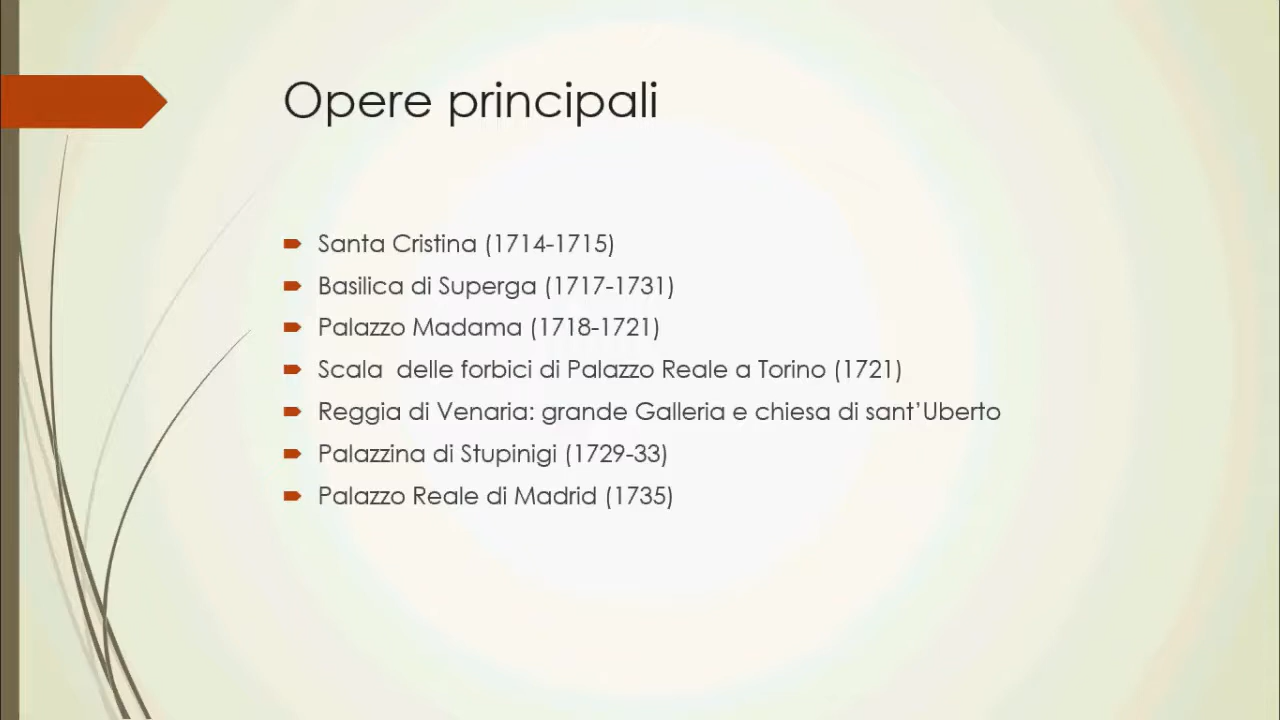 Opere principali
Santa Cristina (1714-1715)
Basilica di Superga (1717-1731)
Palazzo Madama (1718-1721)
Scala  delle forbici di Palazzo Reale a Torino (1721)
Reggia di Venaria: grande Galleria e chiesa di sant’Uberto
Palazzina di Stupinigi (1729-33)
Palazzo Reale di Madrid (1735)